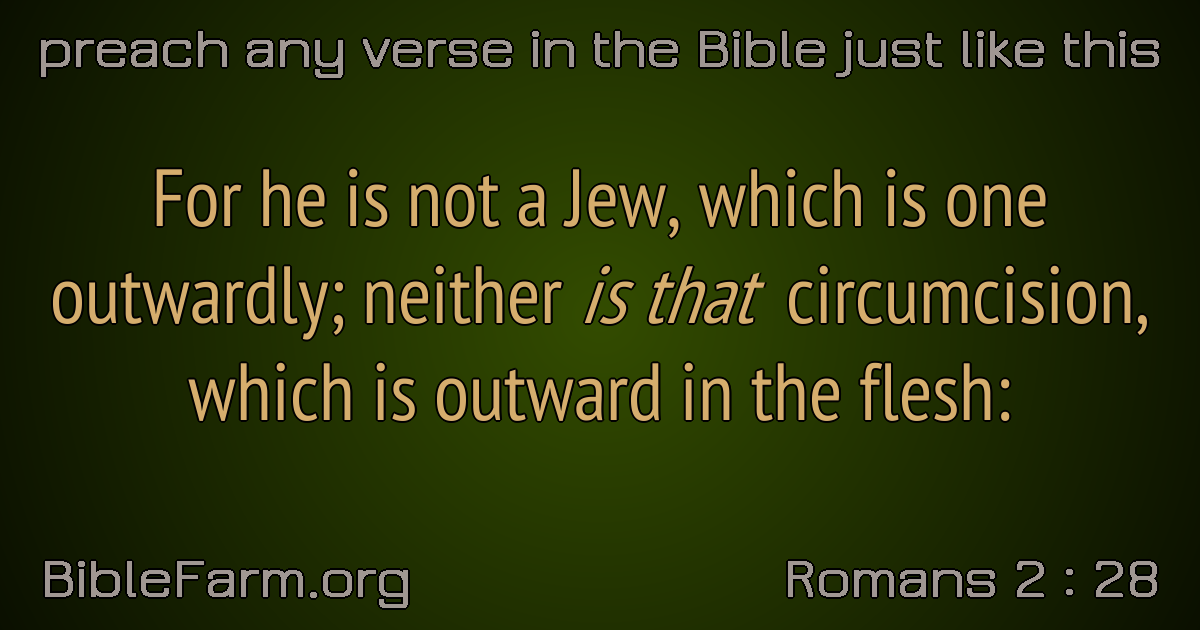 preach any verse in the Bible just like this
For he is not a Jew, which is one
outwardly; neither is that circumcision,
which is outward in the flesh:
BibleFarm.org
Romans 2 : 28